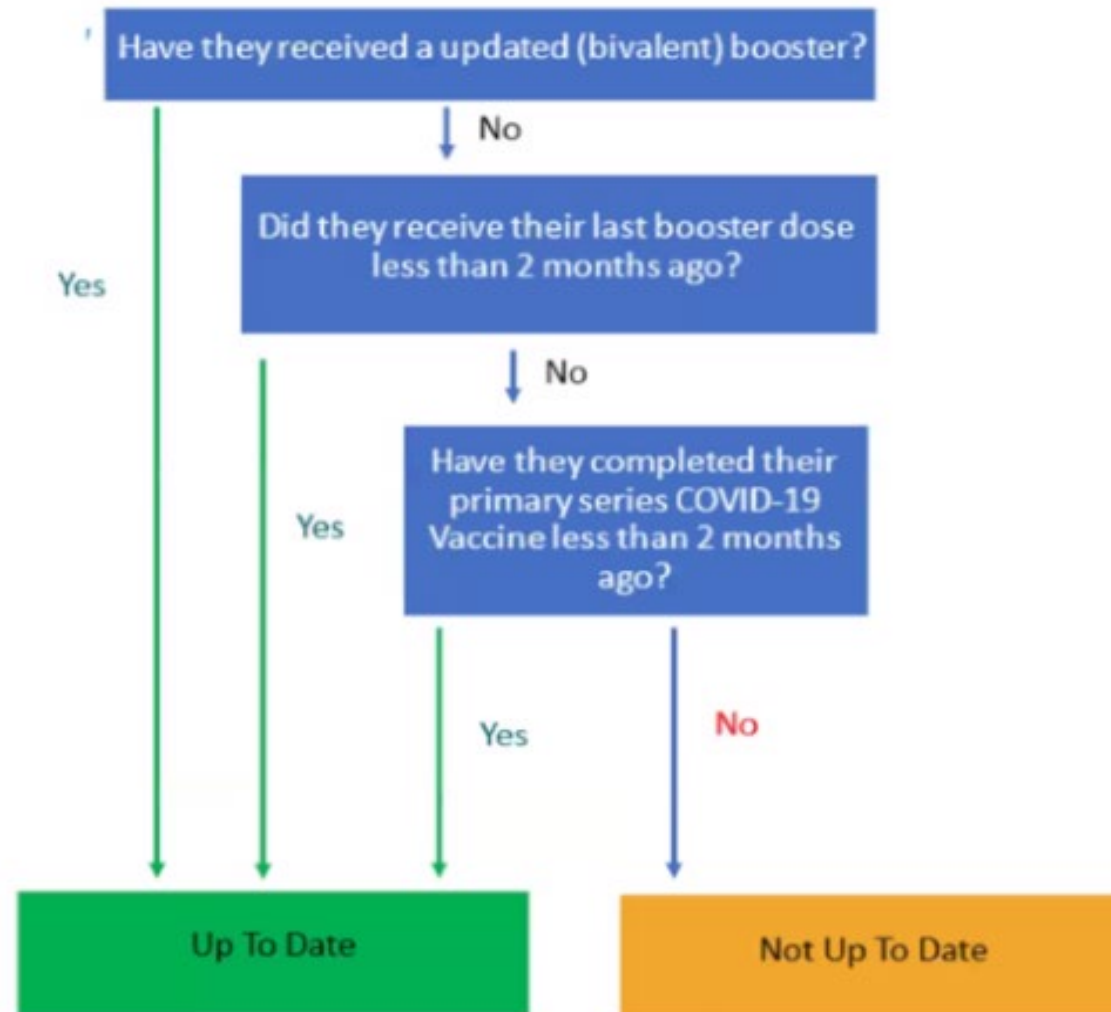 Have they received a updated (bivalent) booster?
No
Did they receive their last booster dose
less than 2 months ago?
Yes
No
Have they completed their
primary series COVID-19
Vaccine less than 2 months
ago?
Yes
Yes
No
Up To Date
Not Up To Date